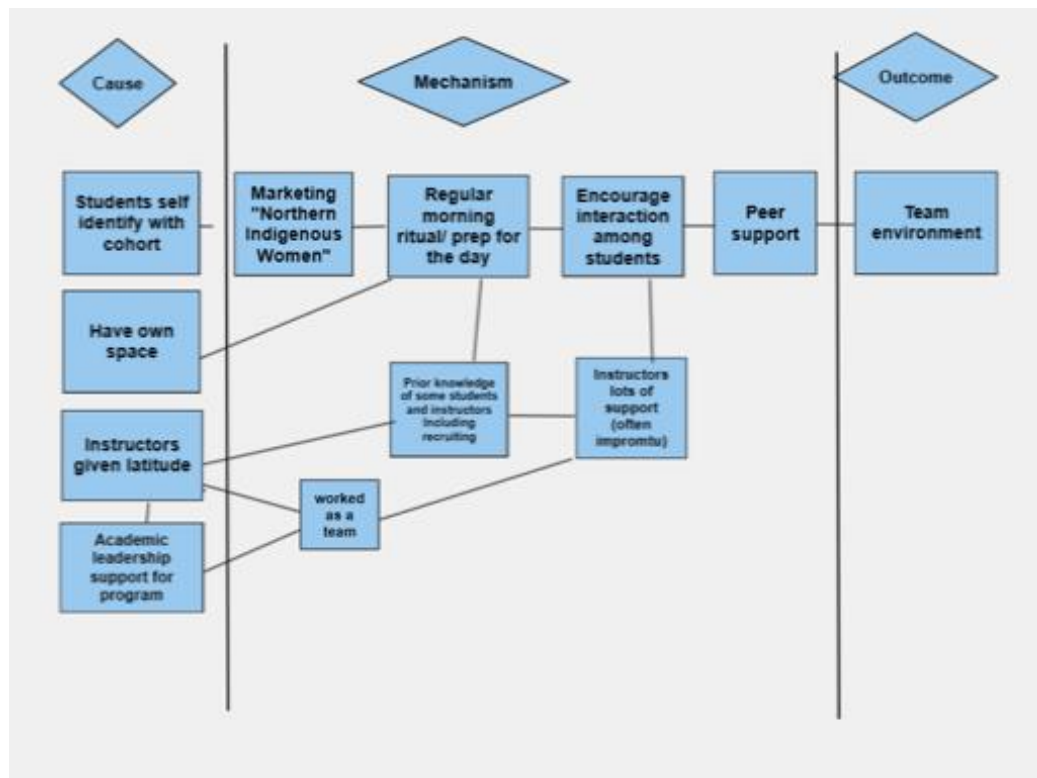 Cause
Mechanism
Outcome
Students self
identify with
cohort
Marketing
"Northern
Indigenous
Women"
Regular
morning
ritual/ prep for
the day
Encourage
interaction
among
students
Peer
support
Team
environment
Have own
space
Prior knowledge
of some students
and instructors
Including
recruiting
Instructors
lots of
support
(often
impromtu)
Instructors
given latitude
worked
as a
team
Academic
leadership
support for
program